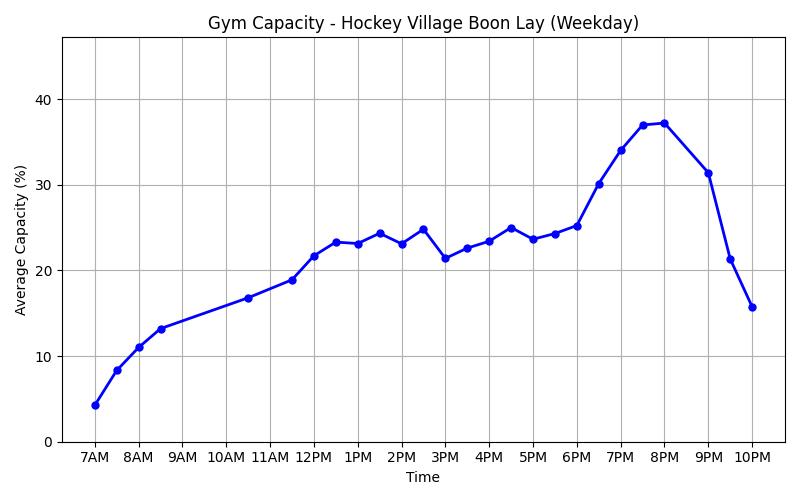 Gym Capacity - Hockey Village Boon Lay (Weekday)
Average Capacity (%)
40
30
20
10
0
7AM 8AM 9AM 10AM 11AM 12PM 1PM 2PM 3PM 4PM 5PM 6PM 7PM 8PM 9PM 10PM
Time